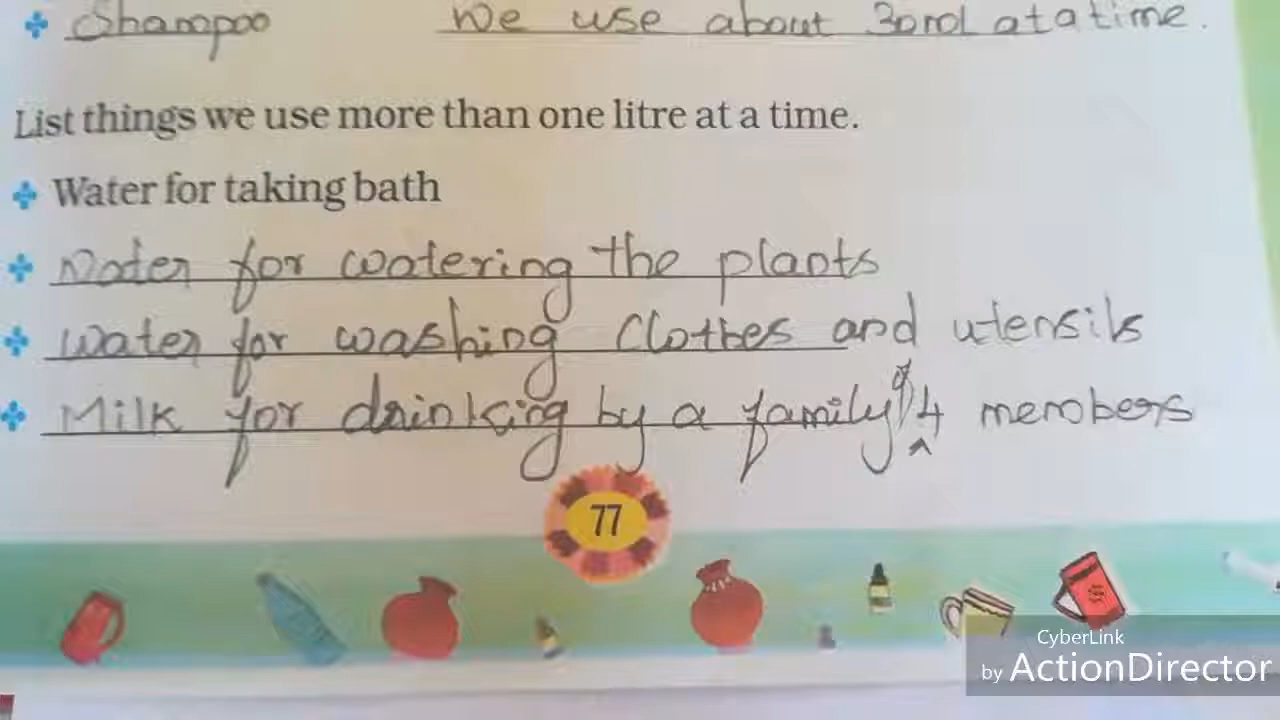 Shampoo We use about 30ml at a time.
List things we use more than one litre at a time.
Water for taking bath
Water for watering the plants
Water for washing Clothes and utensils
Milk for drinking by a family of 4 members
77
CyberLink
by ActionDirector